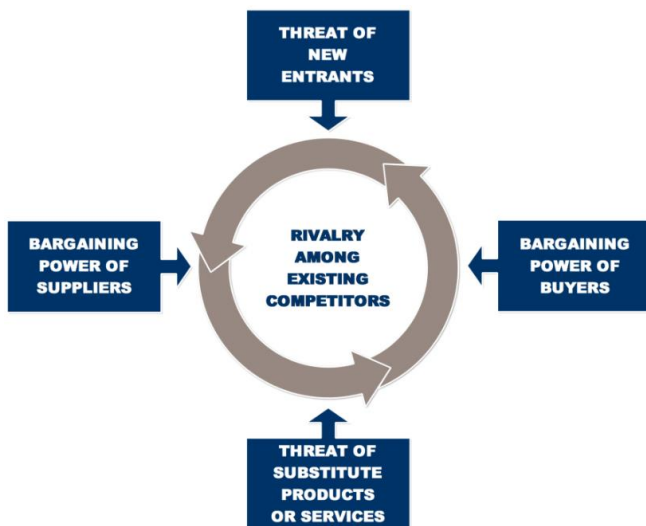 THREAT OF
NEW
ENTRANTS
BARGAINING
POWER OF
SUPPLIERS
RIVALRY
AMONG
EXISTING
COMPETITORS
BARGAINING
POWER OF
BUYERS
THREAT OF
SUBSTITUTE
PRODUCTS
OR SERVICES